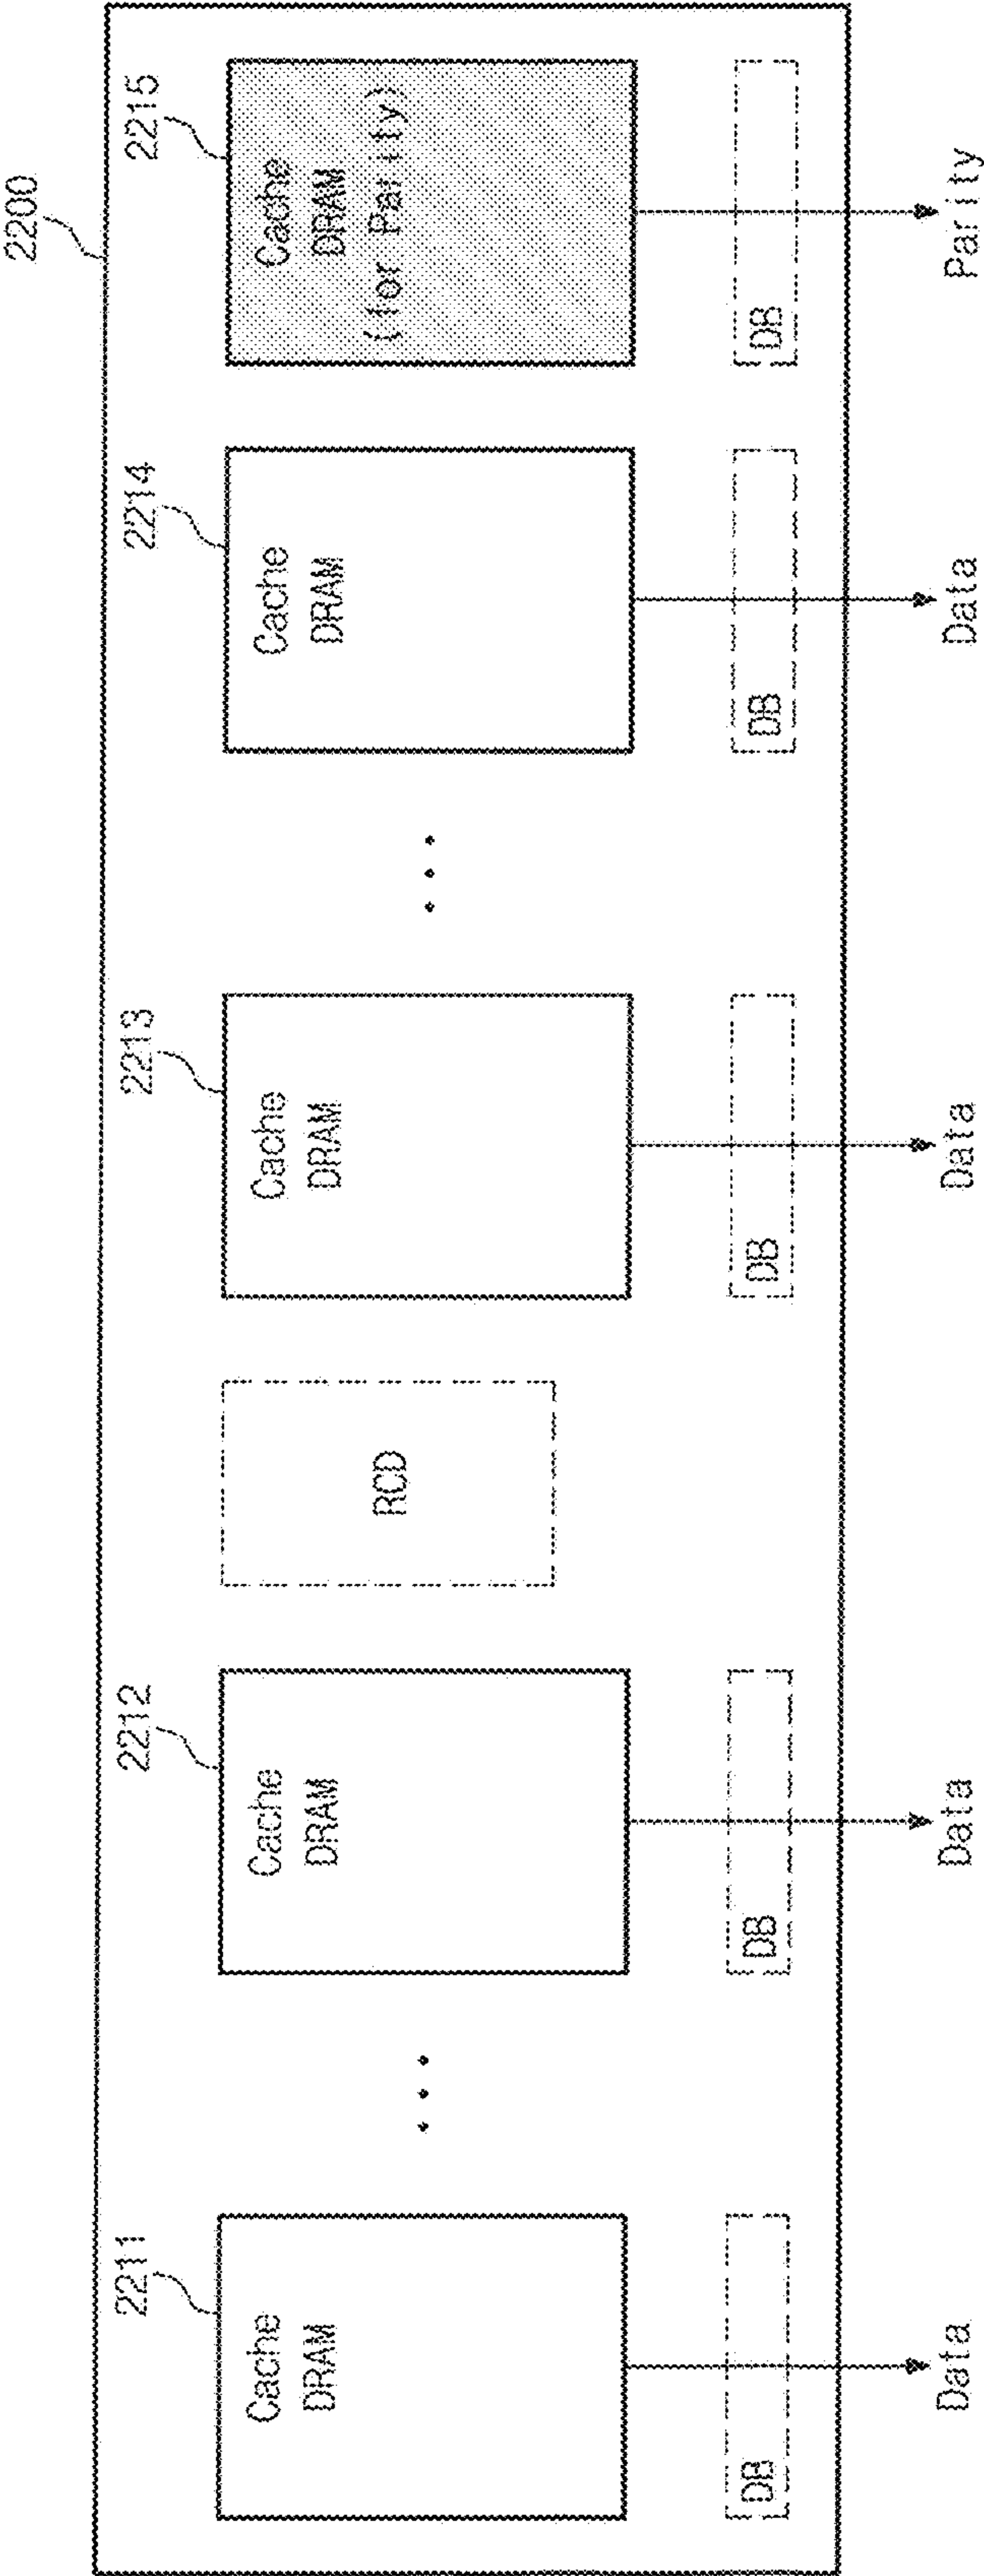 2200
2211
2212
2213
2214
2215
Cache
DRAM
Cache
DRAM
RCD
Cache
DRAM
Cache
DRAM
Cache
DRAM
(for Parity)
DB
DB
DB
DB
DB
Data
Data
Data
Data
Parity